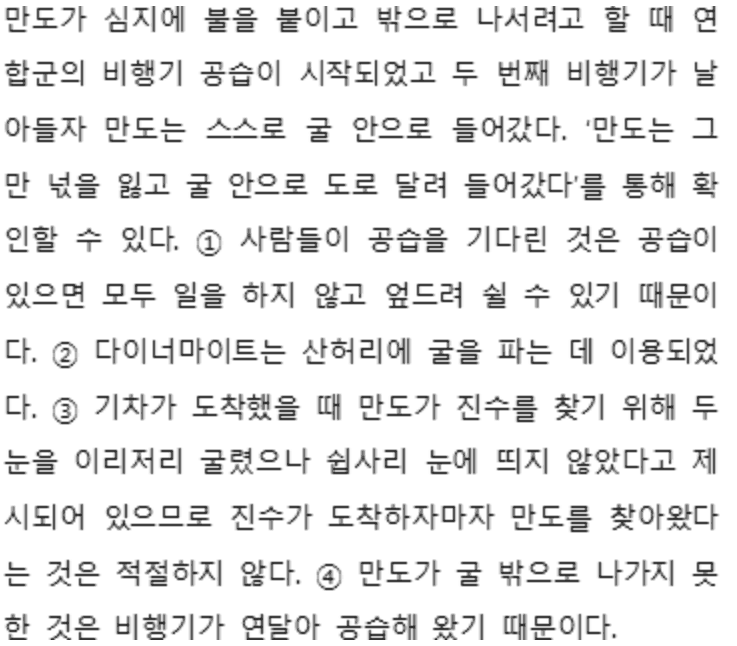 만도가 심지에 불을 붙이고 밖으로 나서려고 할 때 연
합군의 비행기 공습이 시작되었고 두 번째 비행기가 날
아들자 만도는 스스로 굴 안으로 들어갔다. ‘만도는 그
만 넋을 잃고 굴 안으로 도로 달려 들어갔다’를 통해 확
인할 수 있다. ① 사람들이 공습을 기다린 것은 공습이
있으면 모두 일을 하지 않고 엎드려 쉴 수 있기 때문이
다. ② 다이너마이트는 산허리에 굴을 파는 데 이용되었
다. ③ 기차가 도착했을 때 만도가 진수를 찾기 위해 두
눈을 이리저리 굴렸으나 쉽사리 눈에 띄지 않았다고 제
시되어 있으므로 진수가 도착하자마자 만도를 찾아왔다
는 것은 적절하지 않다. ④ 만도가 굴 밖으로 나가지 못
한 것은 비행기가 연달아 공습해 왔기 때문이다.